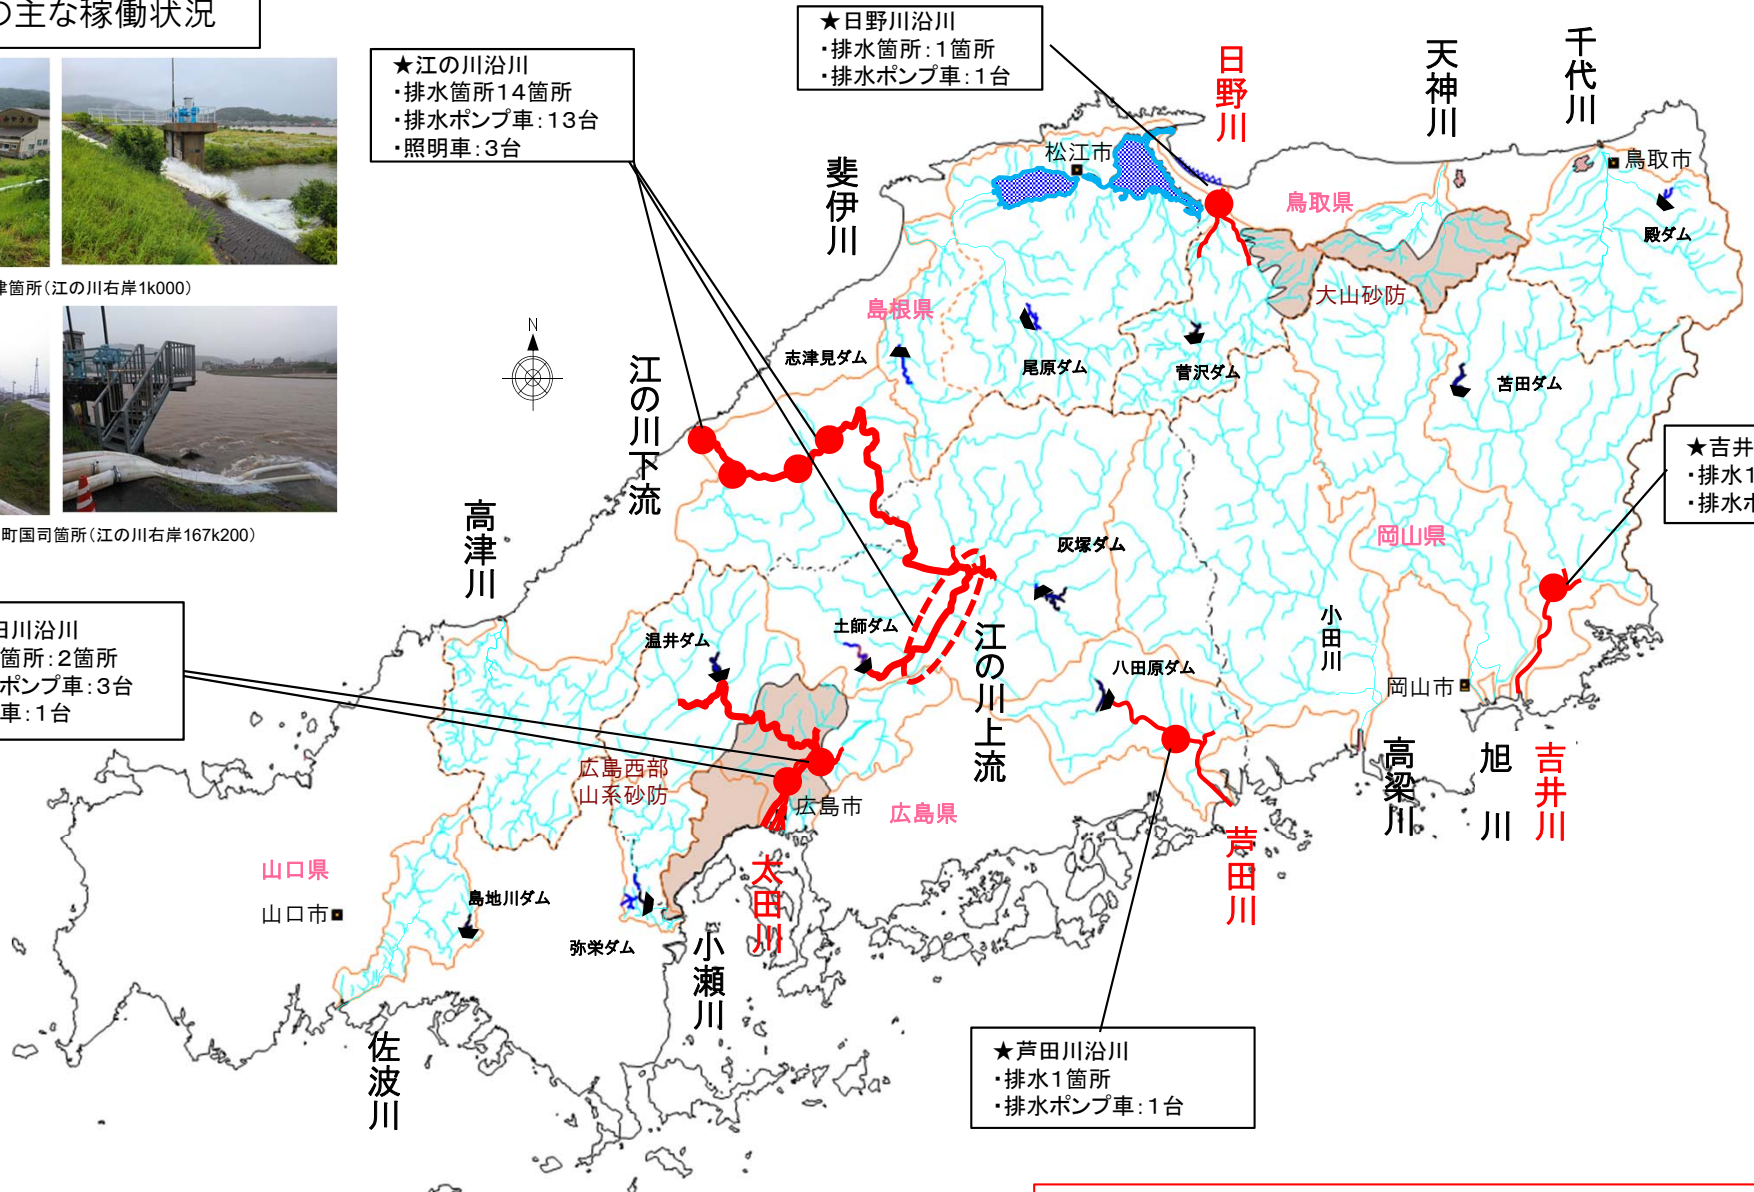 の主な稼働状況
津箇所(江の川右岸1k000)
町国司箇所(江の川右岸167k200)
★江の川沿川
・排水箇所14箇所
・排水ポンプ車:13台
・照明車:3台
★日野川沿川
・排水箇所:1箇所
・排水ポンプ車:1台
日野川
天神川
千代川
斐伊川
松江市
鳥取市
鳥取県
殿ダム
大山砂防
島根県
志津見ダム
尾原ダム
菅沢ダム
苫田ダム
N
江の川下流
高津川
★吉井
・排水1
・排水ポ
岡山県
灰塚ダム
土師ダム
温井ダム
江の川上流
八田原ダム
小田川
岡山市
田川沿川
箇所:2箇所
ポンプ車:3台
車:1台
広島西部
山系砂防
広島市
広島県
高梁川
旭川
吉井川
芦田川
太田川
山口県
山口市
島地川ダム
弥栄ダム
小瀬川
佐波川
★芦田川沿川
・排水1箇所
・排水ポンプ車:1台